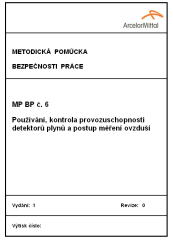 ArcelorMittal
METODICKÁ POMŮCKA
BEZPEČNOSTI PRÁCE
MP BP č. 6
Používání, kontrola provozuschopnosti
detektorů plynů a postup měření ovzduší
Vydání: 1 Revize: 0
Výtisk číslo: